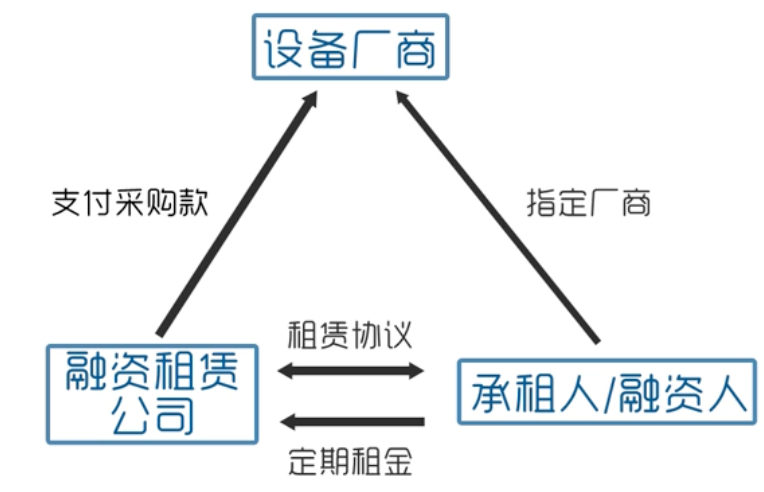 设备厂商
支付采购款
指定厂商
租赁协议
融资租赁
公司
承租人/融资人
定期租金